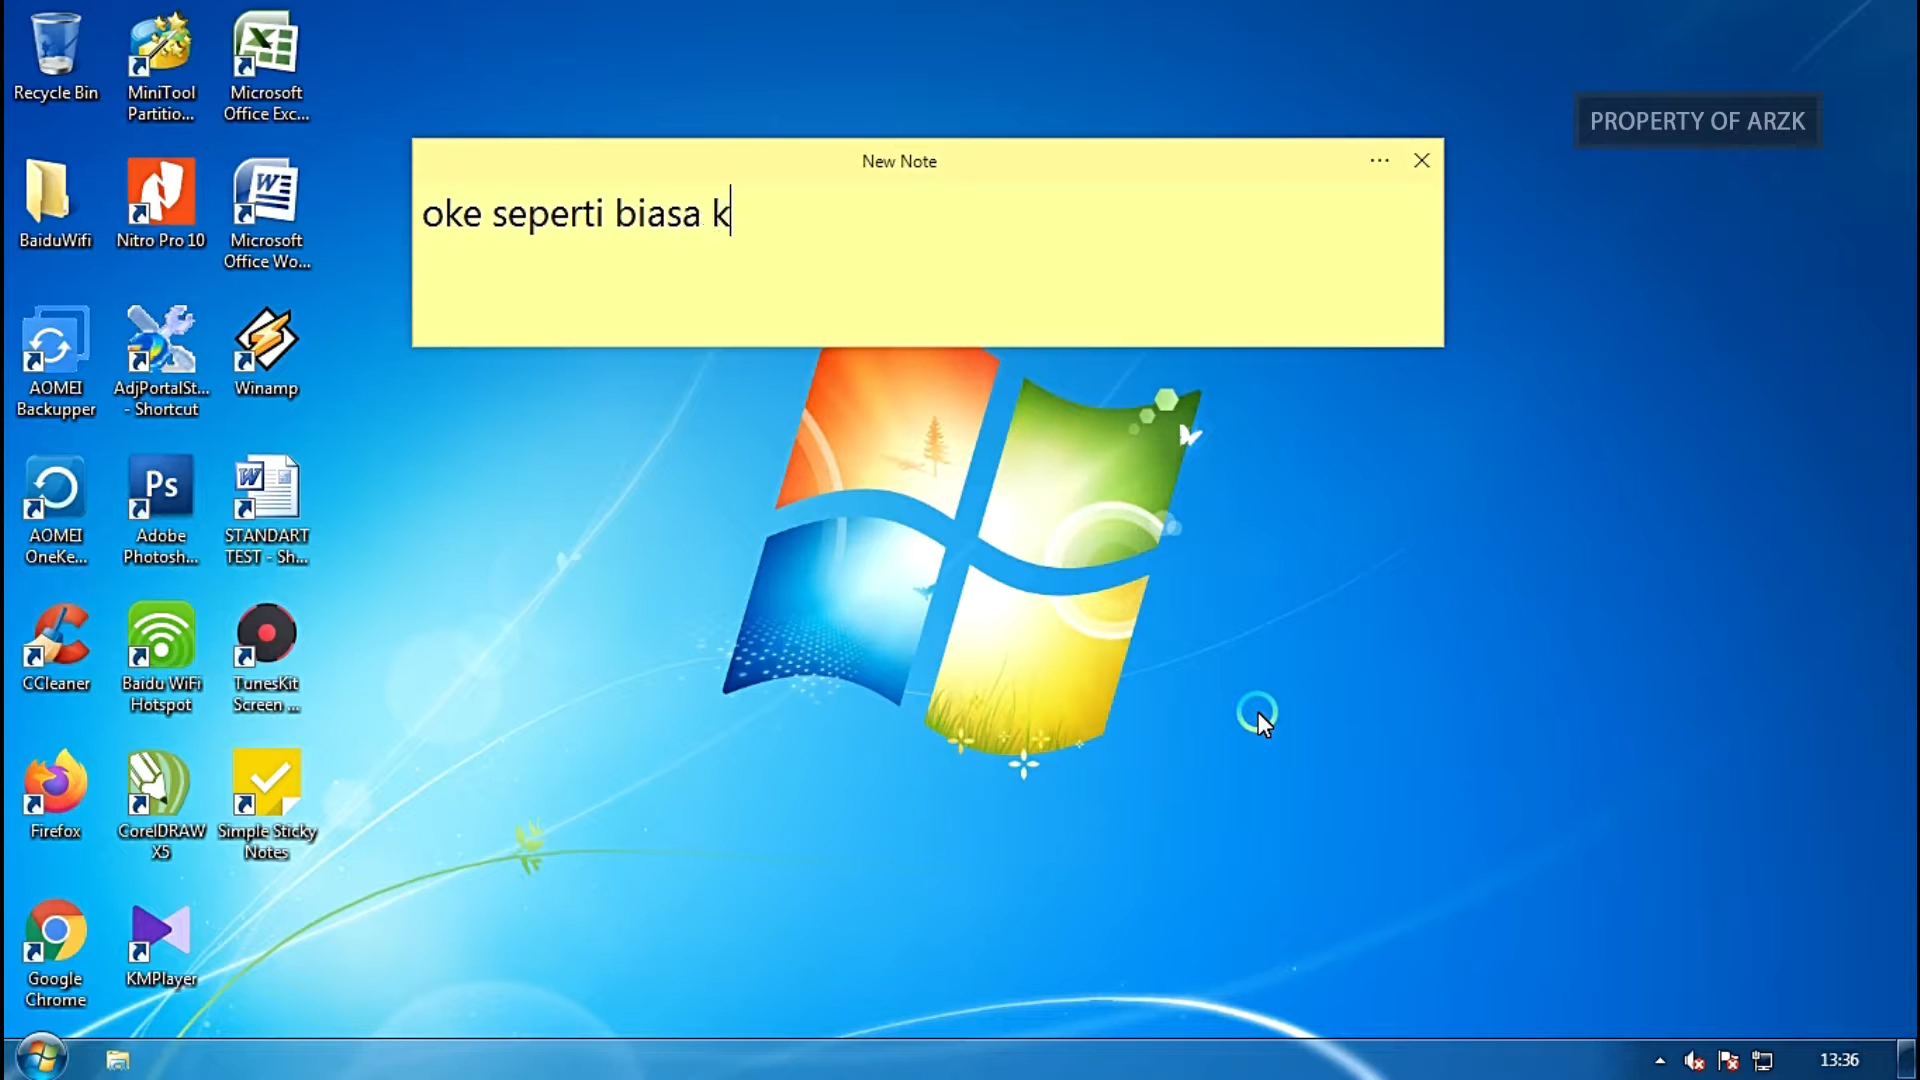 Recycle Bin
MiniTool
Partitio...
Microsoft
Office Exc...
PROPERTY OF ARZK
New Note
oke seperti biasa k
BaiduWifi
Nitro Pro 10
Microsoft
Office Wo...
AOMEI
Backupper
AdjPortalSt...
- Shortcut
Winamp
AOMEI
OneKe...
Ps
Adobe
Photosh...
STANDART
TEST - Sh...
CCleaner
Baidu WiFi
Hotspot
TunesKit
Screen ...
Firefox
CorelDRAW
X5
Simple Sticky
Notes
Google
Chrome
KMPlayer
13:36